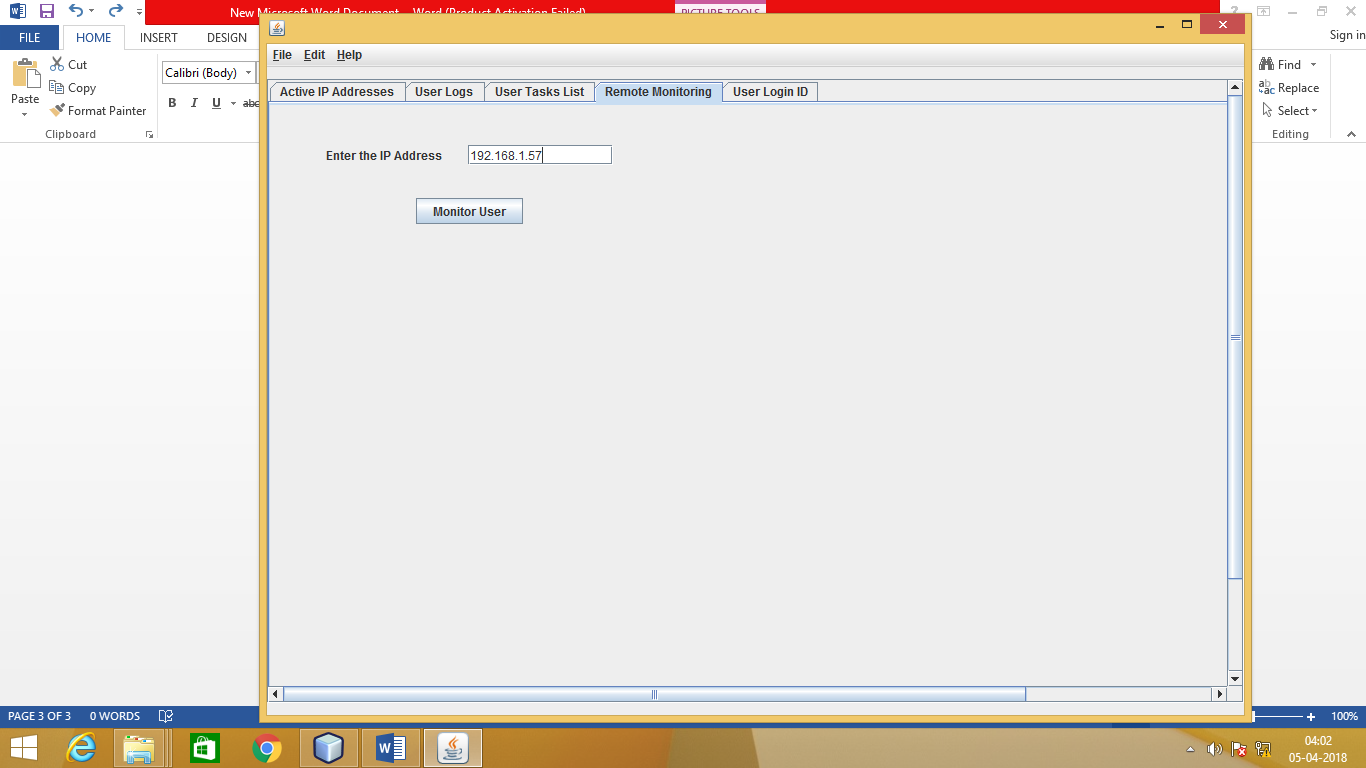 New Microsoft Word Document - Word (Product Activation Failed)
PICTURE TOOLS
FILE HOME INSERT DESIGN
Sign in
Cut
Copy
Format Painter
Paste
Clipboard
Calibri (Body)
B I U abc
File Edit Help
Active IP Addresses User Logs User Tasks List Remote Monitoring User Login ID
Enter the IP Address 192.168.1.57
Monitor User
Find
Replace
Select
Editing
PAGE 3 OF 3 0 WORDS
100%
04:02
05-04-2018